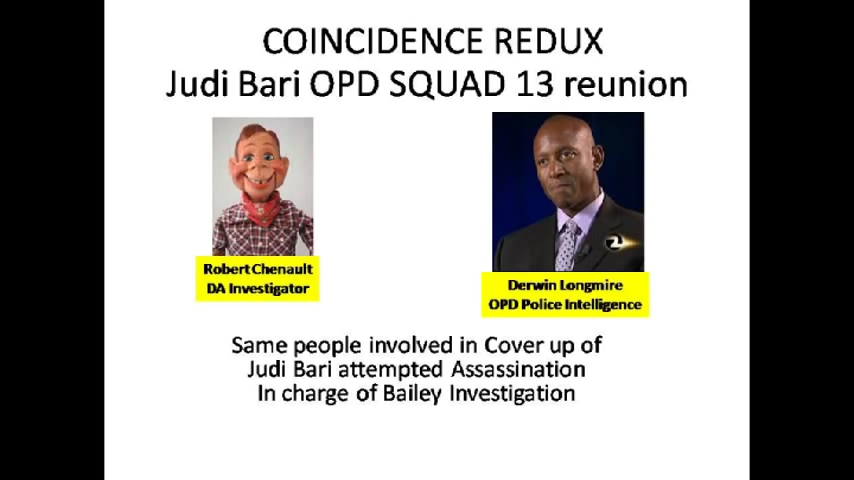 COINCIDENCE REDUX
Judi Bari OPD SQUAD 13 reunion
Robert Chenault
DA Investigator
Derwin Longmire
OPD Police Intelligence
Same people involved in Cover up of
Judi Bari attempted Assassination
In charge of Bailey Investigation